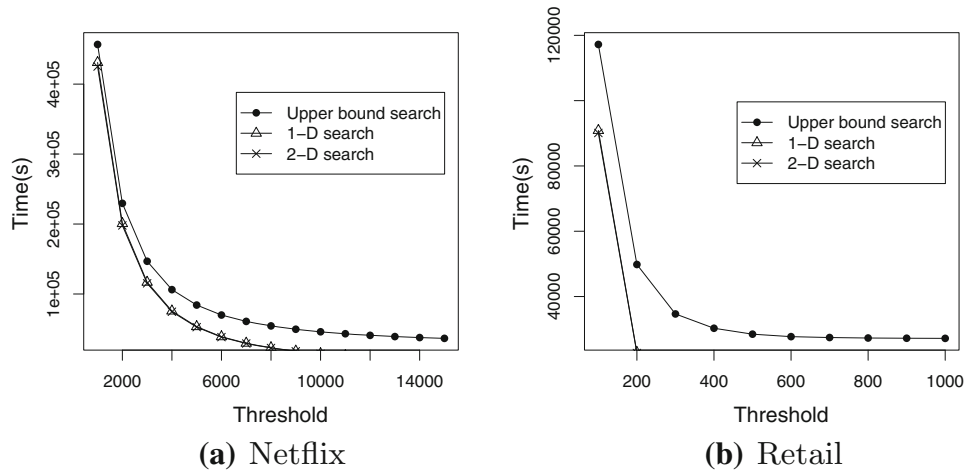 Time(s)
4e+05
3e+05
2e+05
1e+05
Upper bound search
1−D search
2−D search
2000
6000
10000
14000
Threshold
(a) Netflix
Time(s)
120000
80000
60000
40000
Upper bound search
1−D search
2−D search
200
400
600
800
1000
Threshold
(b) Retail